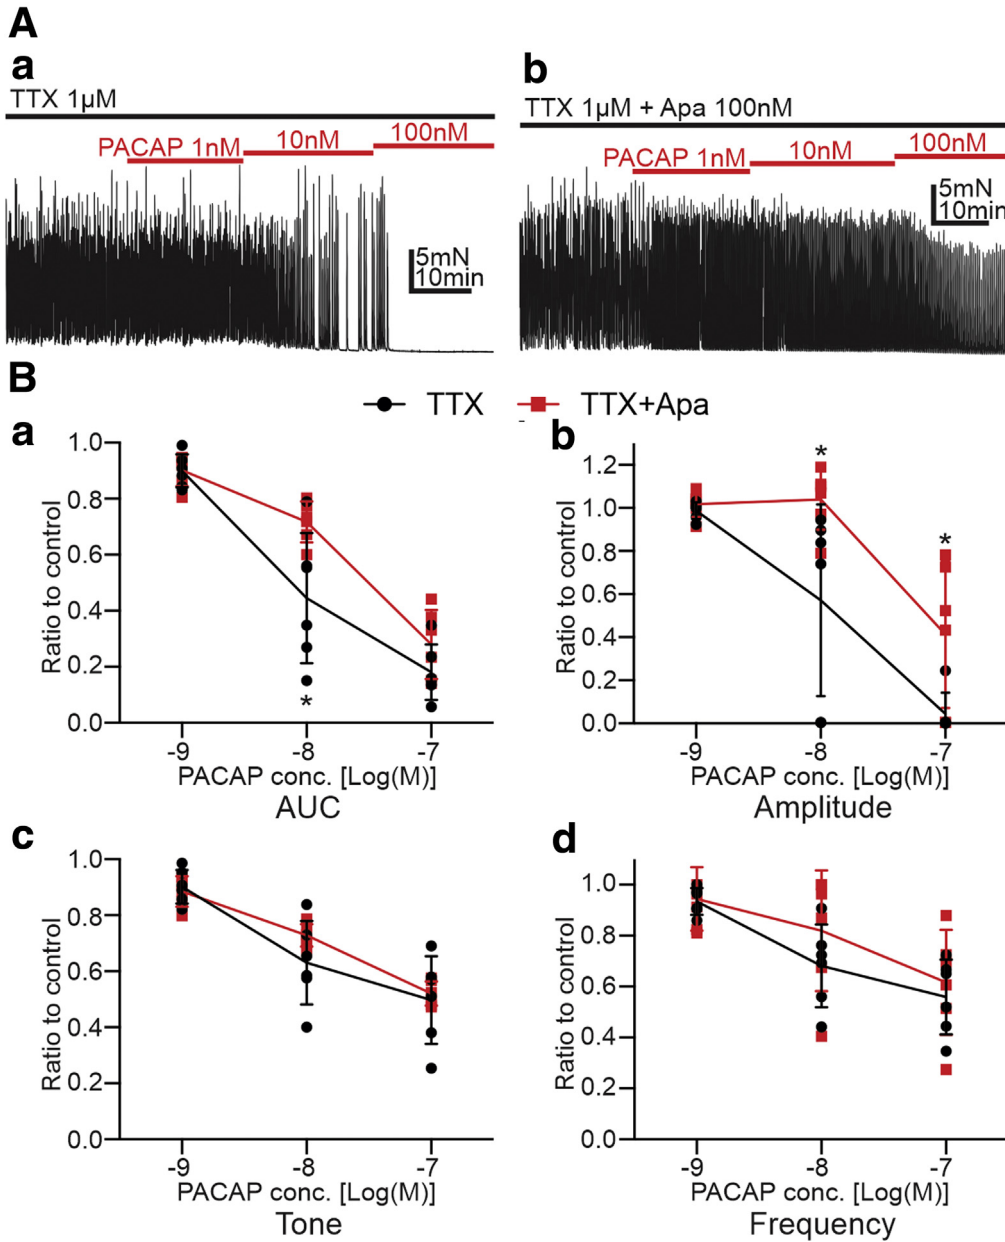 A
a
TTX 1μM
PACAP 1nM 10nM 100nM
5mN
10min
b
TTX 1μM + Apa 100nM
PACAP 1nM 10nM 100nM
5mN
10min
B
TTX TTX+Apa
a
Ratio to control
1.0
0.8
0.6
0.4
0.2
0.0
*
-9 -8 -7
PACAP conc. [Log(M)]
AUC
b
Ratio to control
1.2
1.0
0.8
0.6
0.4
0.2
0.0
* *
-9 -8 -7
PACAP conc. [Log(M)]
Amplitude
c
Ratio to control
1.0
0.8
0.6
0.4
0.2
0.0
-9 -8 -7
PACAP conc. [Log(M)]
Tone
d
Ratio to control
1.0
0.8
0.6
0.4
0.2
0.0
-9 -8 -7
PACAP conc. [Log(M)]
Frequency